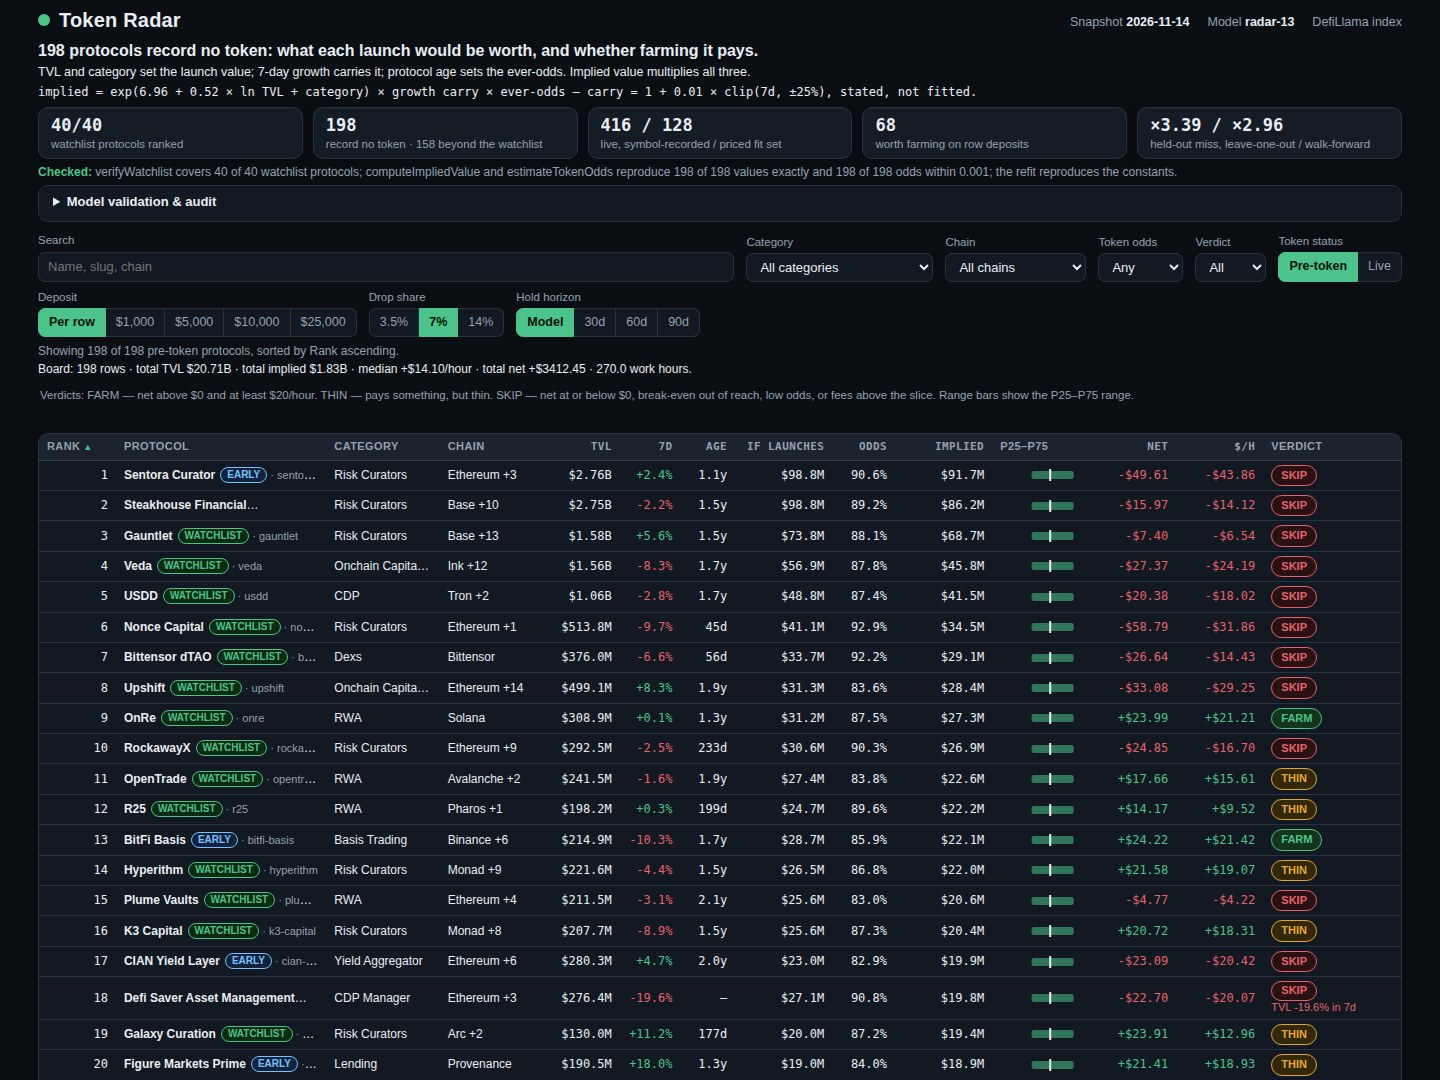 Token Radar
Snapshot 2026-11-14 Model radar-13 DefiLlama index
198 protocols record no token: what each launch would be worth, and whether farming it pays.
TVL and category set the launch value; 7-day growth carries it; protocol age sets the ever-odds. Implied value multiplies all three.
implied = exp(6.96 + 0.52 × ln TVL + category) × growth carry × ever-odds — carry = 1 + 0.01 × clip(7d, ±25%), stated, not fitted.
40/40
watchlist protocols ranked
198
record no token · 158 beyond the watchlist
416 / 128
live, symbol-recorded / priced fit set
68
worth farming on row deposits
×3.39 / ×2.96
held-out miss, leave-one-out / walk-forward
Checked: verifyWatchlist covers 40 of 40 watchlist protocols; computeImpliedValue and estimateTokenOdds reproduce 198 of 198 values exactly and 198 of 198 odds within 0.001; the refit reproduces the constants.
▶ Model validation & audit
Search
Name, slug, chain
Category
All categories
Chain
All chains
Token odds
Any
Verdict
All
Token status
Pre-token Live
Deposit
Per row $1,000 $5,000 $10,000 $25,000
Drop share
3.5% 7% 14%
Hold horizon
Model 30d 60d 90d
Showing 198 of 198 pre-token protocols, sorted by Rank ascending.
Board: 198 rows · total TVL $20.71B · total implied $1.83B · median +$14.10/hour · total net +$3412.45 · 270.0 work hours.
Verdicts: FARM — net above $0 and at least $20/hour. THIN — pays something, but thin. SKIP — net at or below $0, break-even out of reach, low odds, or fees above the slice. Range bars show the P25–P75 range.
RANK ▲ PROTOCOL CATEGORY CHAIN TVL 7D AGE IF LAUNCHES ODDS IMPLIED P25–P75 NET $/H VERDICT
1 Sentora Curator EARLY · sento… Risk Curators Ethereum +3 $2.76B +2.4% 1.1y $98.8M 90.6% $91.7M -$49.61 -$43.86 SKIP
2 Steakhouse Financial… Risk Curators Base +10 $2.75B -2.2% 1.5y $98.8M 89.2% $86.2M -$15.97 -$14.12 SKIP
3 Gauntlet WATCHLIST · gauntlet Risk Curators Base +13 $1.58B +5.6% 1.5y $73.8M 88.1% $68.7M -$7.40 -$6.54 SKIP
4 Veda WATCHLIST · veda Onchain Capita… Ink +12 $1.56B -8.3% 1.7y $56.9M 87.8% $45.8M -$27.37 -$24.19 SKIP
5 USDD WATCHLIST · usdd CDP Tron +2 $1.06B -2.8% 1.7y $48.8M 87.4% $41.5M -$20.38 -$18.02 SKIP
6 Nonce Capital WATCHLIST · no… Risk Curators Ethereum +1 $513.8M -9.7% 45d $41.1M 92.9% $34.5M -$58.79 -$31.86 SKIP
7 Bittensor dTAO WATCHLIST · b… Dexs Bittensor $376.0M -6.6% 56d $33.7M 92.2% $29.1M -$26.64 -$14.43 SKIP
8 Upshift WATCHLIST · upshift Onchain Capita… Ethereum +14 $499.1M +8.3% 1.9y $31.3M 83.6% $28.4M -$33.08 -$29.25 SKIP
9 OnRe WATCHLIST · onre RWA Solana $308.9M +0.1% 1.3y $31.2M 87.5% $27.3M +$23.99 +$21.21 FARM
10 RockawayX WATCHLIST · rocka… Risk Curators Ethereum +9 $292.5M -2.5% 233d $30.6M 90.3% $26.9M -$24.85 -$16.70 SKIP
11 OpenTrade WATCHLIST · opentr… RWA Avalanche +2 $241.5M -1.6% 1.9y $27.4M 83.8% $22.6M +$17.66 +$15.61 THIN
12 R25 WATCHLIST · r25 RWA Pharos +1 $198.2M +0.3% 199d $24.7M 89.6% $22.2M +$14.17 +$9.52 THIN
13 BitFi Basis EARLY · bitfi-basis Basis Trading Binance +6 $214.9M -10.3% 1.7y $28.7M 85.9% $22.1M +$24.22 +$21.42 FARM
14 Hyperithm WATCHLIST · hyperithm Risk Curators Monad +9 $221.6M -4.4% 1.5y $26.5M 86.8% $22.0M +$21.58 +$19.07 THIN
15 Plume Vaults WATCHLIST · plu… RWA Ethereum +4 $211.5M -3.1% 2.1y $25.6M 83.0% $20.6M -$4.77 -$4.22 SKIP
16 K3 Capital WATCHLIST · k3-capital Risk Curators Monad +8 $207.7M -8.9% 1.5y $25.6M 87.3% $20.4M +$20.72 +$18.31 THIN
17 CIAN Yield Layer EARLY · cian-… Yield Aggregator Ethereum +6 $280.3M +4.7% 2.0y $23.0M 82.9% $19.9M -$23.09 -$20.42 SKIP
18 Defi Saver Asset Management… CDP Manager Ethereum +3 $276.4M -19.6% – $27.1M 90.8% $19.8M -$22.70 -$20.07 SKIP
TVL -19.6% in 7d
19 Galaxy Curation WATCHLIST · … Risk Curators Arc +2 $130.0M +11.2% 177d $20.0M 87.2% $19.4M +$23.91 +$12.96 THIN
20 Figure Markets Prime EARLY ·… Lending Provenance $190.5M +18.0% 1.3y $19.0M 84.0% $18.9M +$21.41 +$18.93 THIN